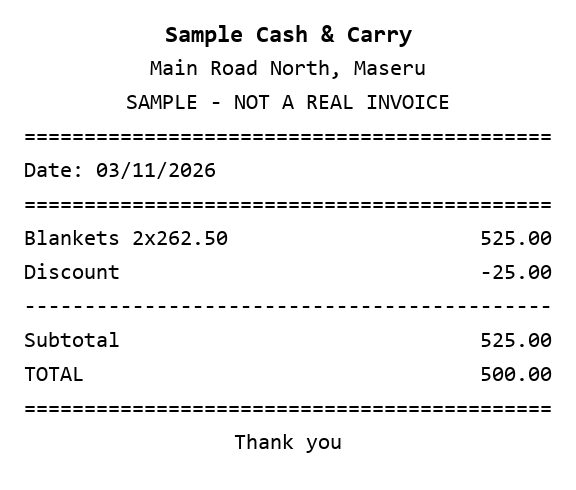 Sample Cash & Carry
Main Road North, Maseru
SAMPLE - NOT A REAL INVOICE
============================================
Date: 03/11/2026
============================================
Blankets 2x262.50 525.00
Discount -25.00
--------------------------------------------
Subtotal 525.00
TOTAL 500.00
============================================
Thank you